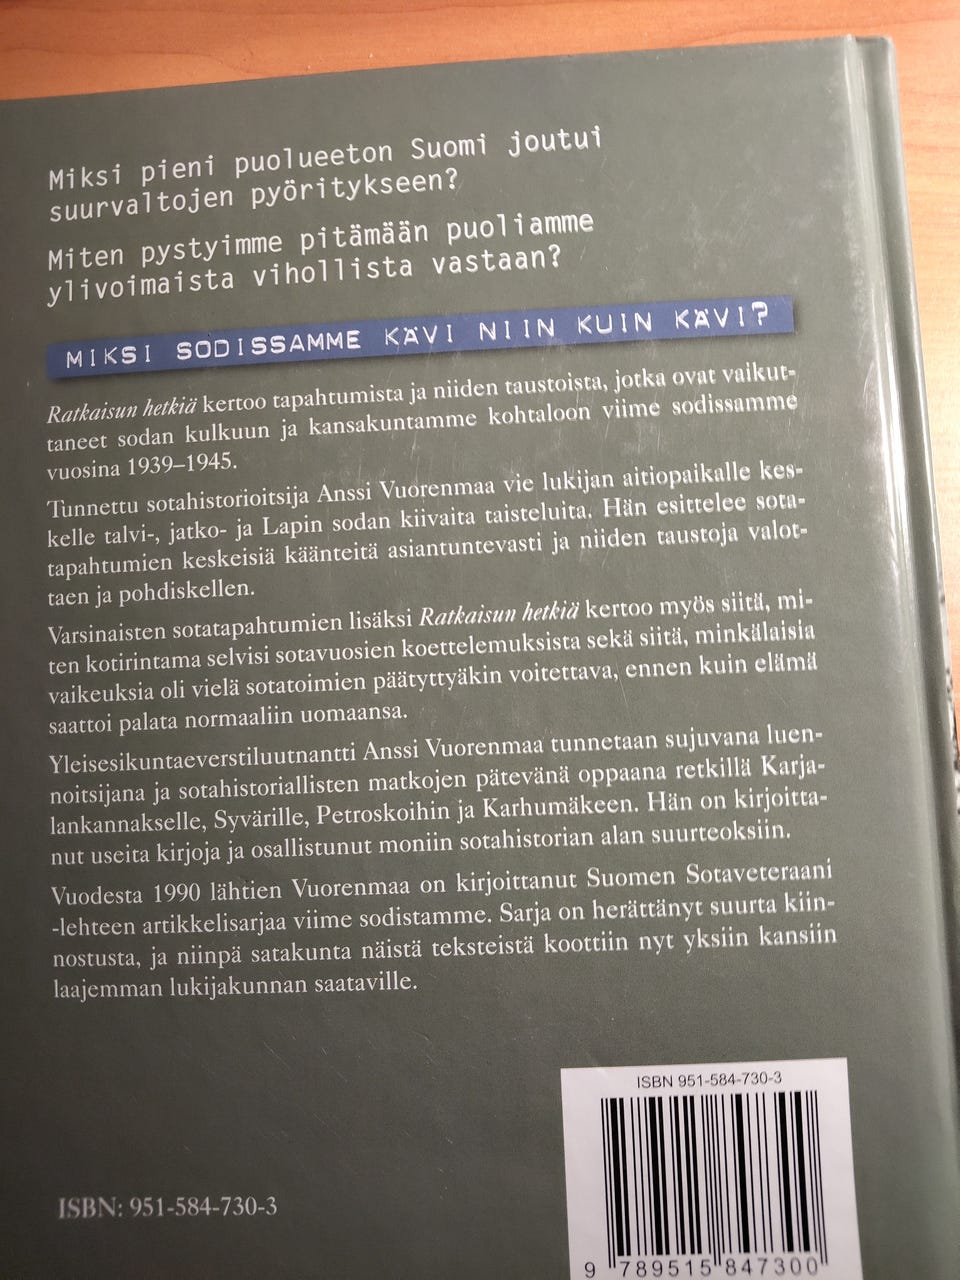 Miksi pieni puolueeton Suomi joutui
suurvaltojen pyöritykseen?
Miten pystyimme pitämään puoliamme
ylivoimaista vihollista vastaan?
MIKSI SODISSAMME KÄVI NIIN KUIN KÄVI?
Ratkaisun hetkiä kertoo tapahtumista ja niiden taustoista, jotka ovat vaikut-
taneet sodan kulkuun ja kansakuntamme kohtaloon viime sodissamme
vuosina 1939–1945.
Tunnettu sotahistorioitsija Anssi Vuorenmaa vie lukijan aitiopaikalle kes-
kelle talvi-, jatko- ja Lapin sodan kiivaita taisteluita. Hän esittelee sota-
tapahtumien keskeisiä käänteitä asiantuntevasti ja niiden taustoja valot-
taen ja pohdiskellen.
Varsinaisten sotatapahtumien lisäksi Ratkaisun hetkiä kertoo myös siitä, mi-
ten kotirintama selvisi sotavuosien koettelemuksista sekä siitä, minkälaisia
vaikeuksia oli vielä sotatoimien päätyttyäkin voitettava, ennen kuin elämä
saattoi palata normaaliin uomaansa.
Yleisesikuntaeverstiluutnantti Anssi Vuorenmaa tunnetaan sujuvana luen-
noitsijana ja sotahistoriallisten matkojen pätevänä oppaana retkillä Karja-
lankannakselle, Syvärille, Petroskoihin ja Karhumäkeen. Hän on kirjoitta-
nut useita kirjoja ja osallistunut moniin sotahistorian alan suurteoksiin.
Vuodesta 1990 lähtien Vuorenmaa on kirjoittanut Suomen Sotaveteraani
-lehteen artikkelisarjaa viime sodistamme. Sarja on herättänyt suurta kiin-
nostusta, ja niinpä satakunta näistä teksteistä koottiin nyt yksiin kansiin
laajemman lukijakunnan saataville.
ISBN 951-584-730-3
ISBN: 951-584-730-3
9 789515 847300